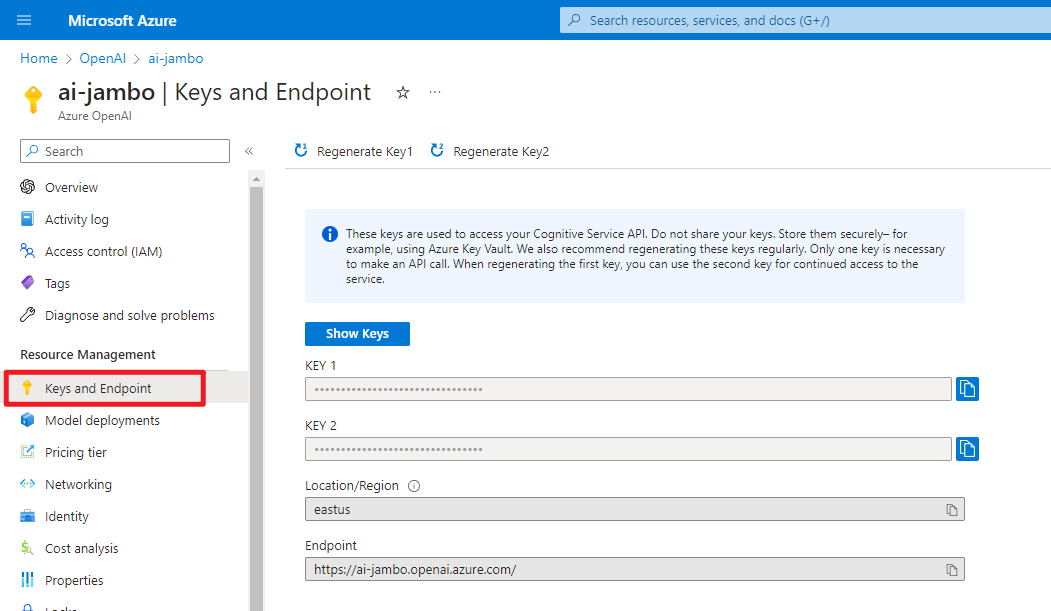 Microsoft Azure
Search resources, services, and docs (G+/)
Home > OpenAI > ai-jambo
ai-jambo | Keys and Endpoint
Azure OpenAI
Search
Regenerate Key1
Regenerate Key2
Overview
Activity log
Access control (IAM)
Tags
Diagnose and solve problems
Resource Management
Keys and Endpoint
Model deployments
Pricing tier
Networking
Identity
Cost analysis
Properties
Locks
These keys are used to access your Cognitive Service API. Do not share your keys. Store them securely– for
example, using Azure Key Vault. We also recommend regenerating these keys regularly. Only one key is necessary
to make an API call. When regenerating the first key, you can use the second key for continued access to the
service.
Show Keys
KEY 1
••••••••••••••••••••••••••••••••
KEY 2
••••••••••••••••••••••••••••••••
Location/Region
eastus
Endpoint
https://ai-jambo.openai.azure.com/